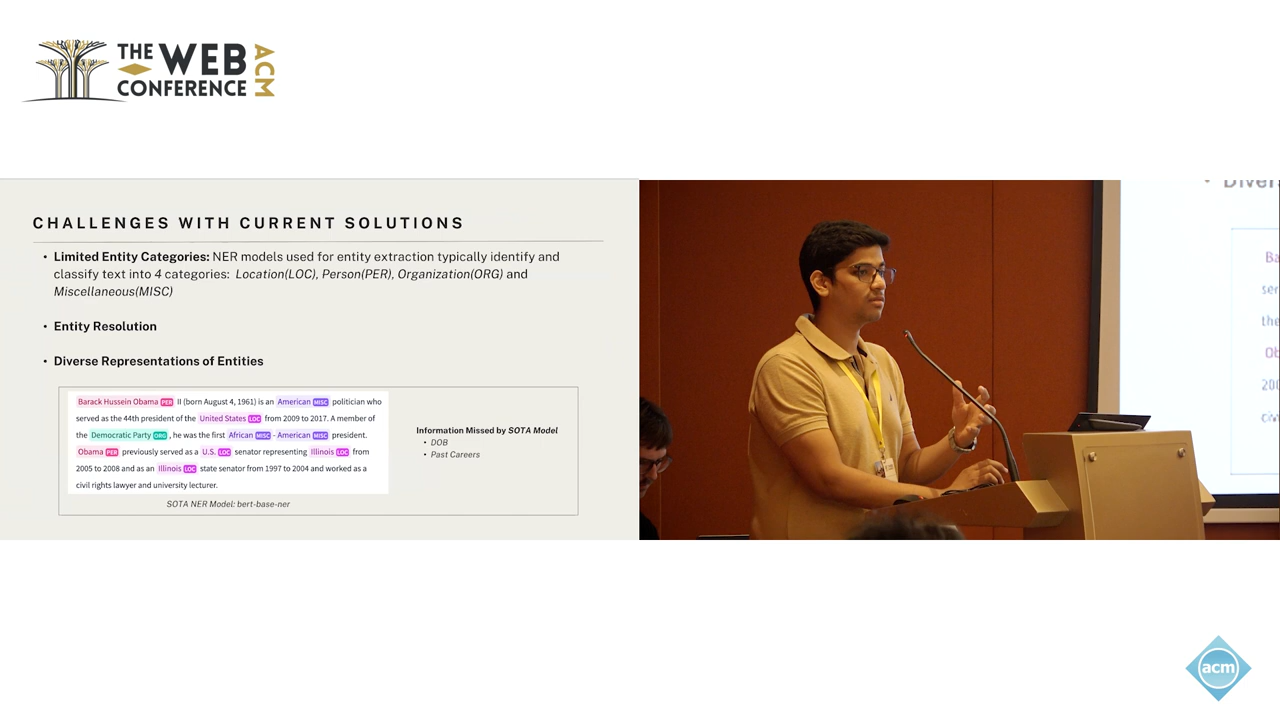 THE WEB
CONFERENCE
ACM
CHALLENGES WITH CURRENT SOLUTIONS
• Limited Entity Categories: NER models used for entity extraction typically identify and
classify text into 4 categories: Location(LOC), Person(PER), Organization(ORG) and
Miscellaneous(MISC)
• Entity Resolution
• Diverse Representations of Entities
Barack Hussein Obama PER II (born August 4, 1961) is an American MISC politician who
served as the 44th president of the United States LOC from 2009 to 2017. A member of
the Democratic Party ORG , he was the first African MISC - American MISC president.
Obama PER previously served as a U.S. LOC senator representing Illinois LOC from
2005 to 2008 and as an Illinois LOC state senator from 1997 to 2004 and worked as a
civil rights lawyer and university lecturer.
SOTA NER Model: bert-base-ner
Information Missed by SOTA Model
• DOB
• Past Careers
Ba
the
Ob
200
acm